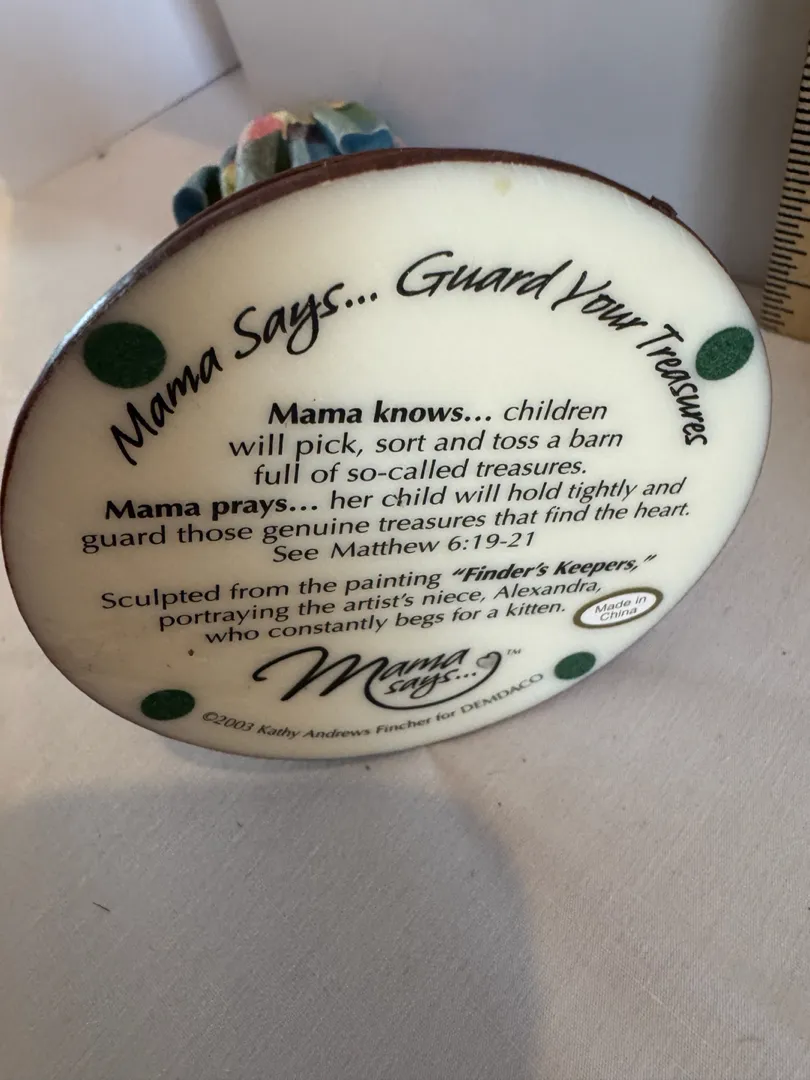 Mama Says... Guard Your Treasures
Mama knows... children
will pick, sort and toss a barn
full of so-called treasures.
Mama prays... her child will hold tightly and
guard those genuine treasures that find the heart.
See Matthew 6:19-21
Sculpted from the painting "Finder's Keepers,"
portraying the artist's niece, Alexandra,
who constantly begs for a kitten.
Made in
China
Mama
says...™
©2003 Kathy Andrews Fincher for DEMDACO